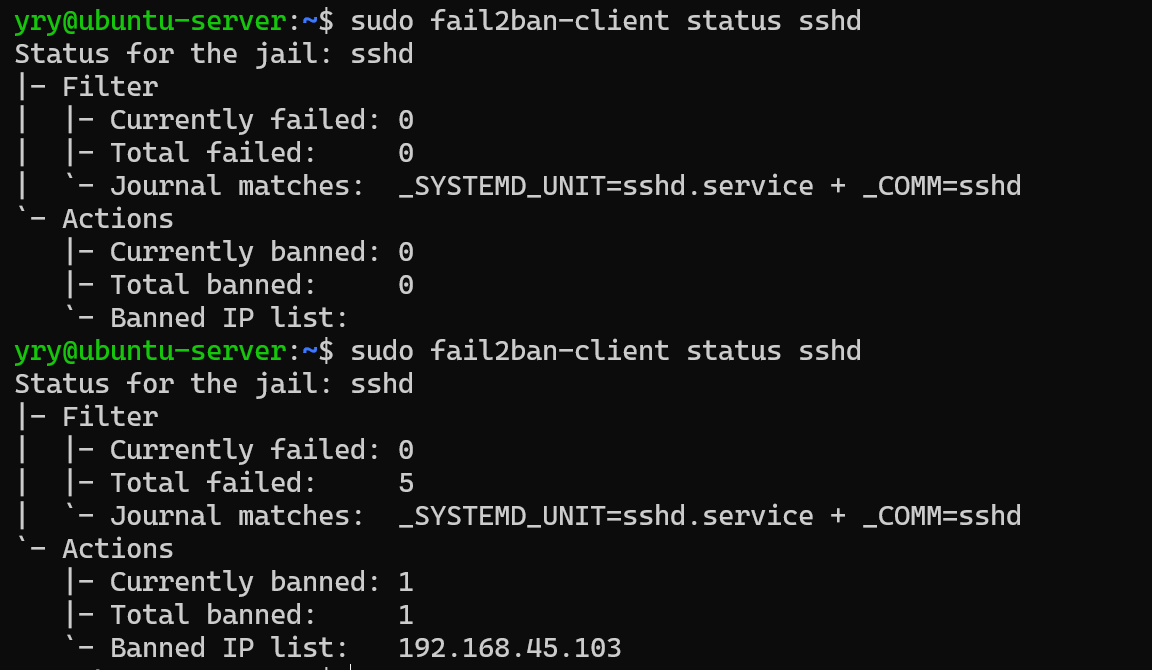 yry@ubuntu-server:~$ sudo fail2ban-client status sshd
Status for the jail: sshd
|- Filter
|  |- Currently failed: 0
|  |- Total failed:     0
|  `- Journal matches:  _SYSTEMD_UNIT=sshd.service + _COMM=sshd
`- Actions
   |- Currently banned: 0
   |- Total banned:     0
   `- Banned IP list:
yry@ubuntu-server:~$ sudo fail2ban-client status sshd
Status for the jail: sshd
|- Filter
|  |- Currently failed: 0
|  |- Total failed:     5
|  `- Journal matches:  _SYSTEMD_UNIT=sshd.service + _COMM=sshd
`- Actions
   |- Currently banned: 1
   |- Total banned:     1
   `- Banned IP list:   192.168.45.103